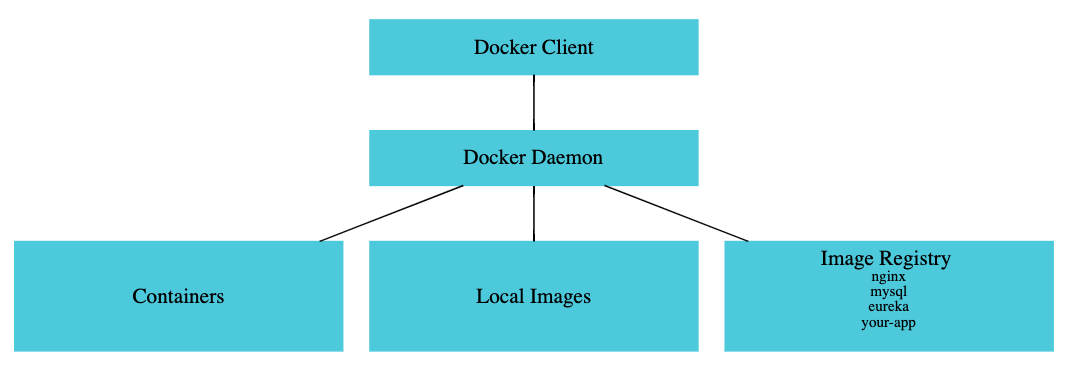 Docker Client
Docker Daemon
Containers
Local Images
Image Registry
nginx
mysql
eureka
your-app